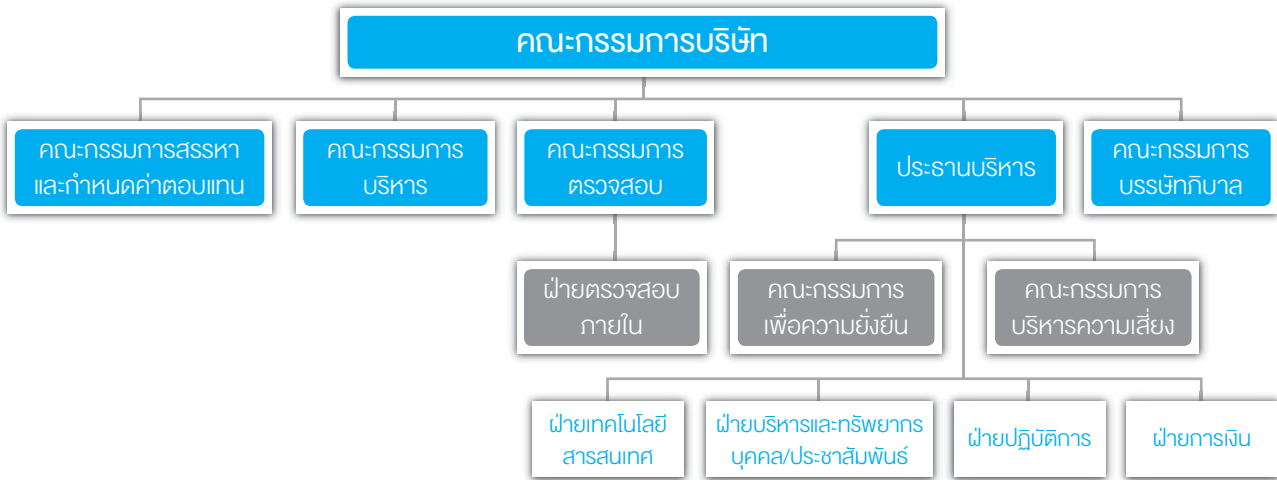 คณะกรรมการบริษัท
คณะกรรมการสรรหา
และกำหนดค่าตอบแทน
คณะกรรมการ
บริหาร
คณะกรรมการ
ตรวจสอบ
ประธานบริหาร
คณะกรรมการ
บรรษัทภิบาล
ฝ่ายตรวจสอบ
ภายใน
คณะกรรมการ
เพื่อความยั่งยืน
คณะกรรมการ
บริหารความเสี่ยง
ฝ่ายเทคโนโลยี
สารสนเทศ
ฝ่ายบริหารและทรัพยากร
บุคคล/ประชาสัมพันธ์
ฝ่ายปฏิบัติการ
ฝ่ายการเงิน